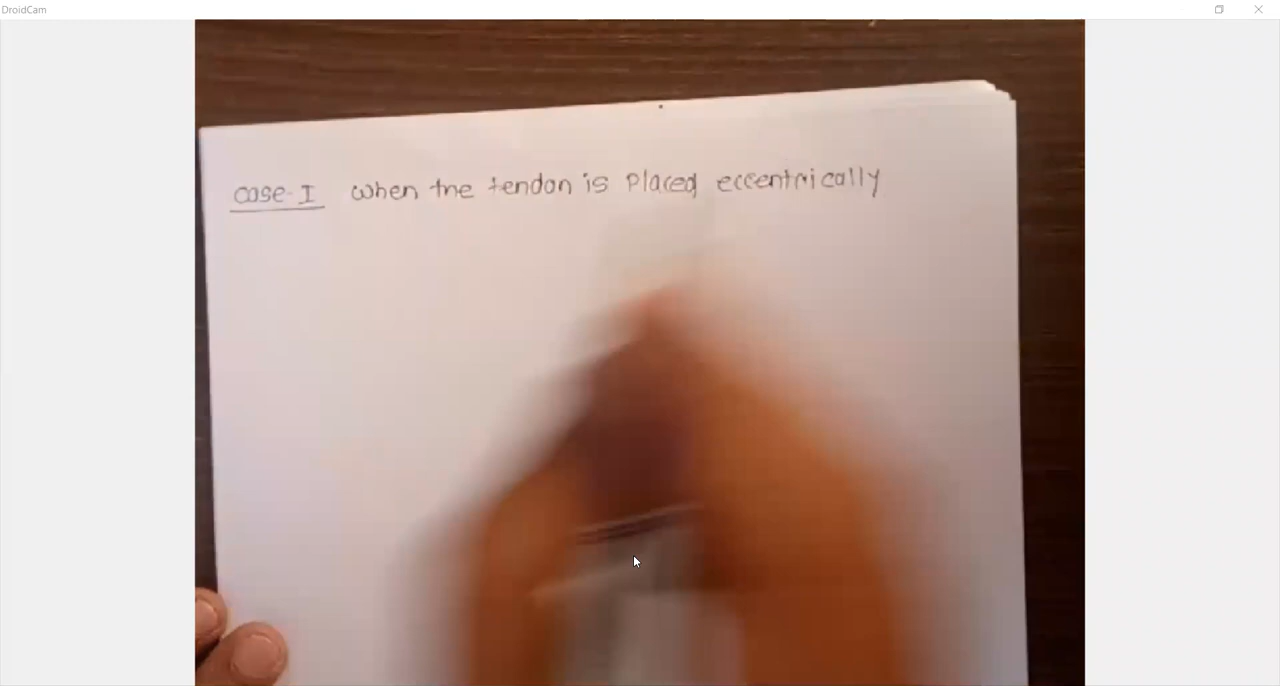 DroidCam
Case-I when the tendon is placed eccentrically